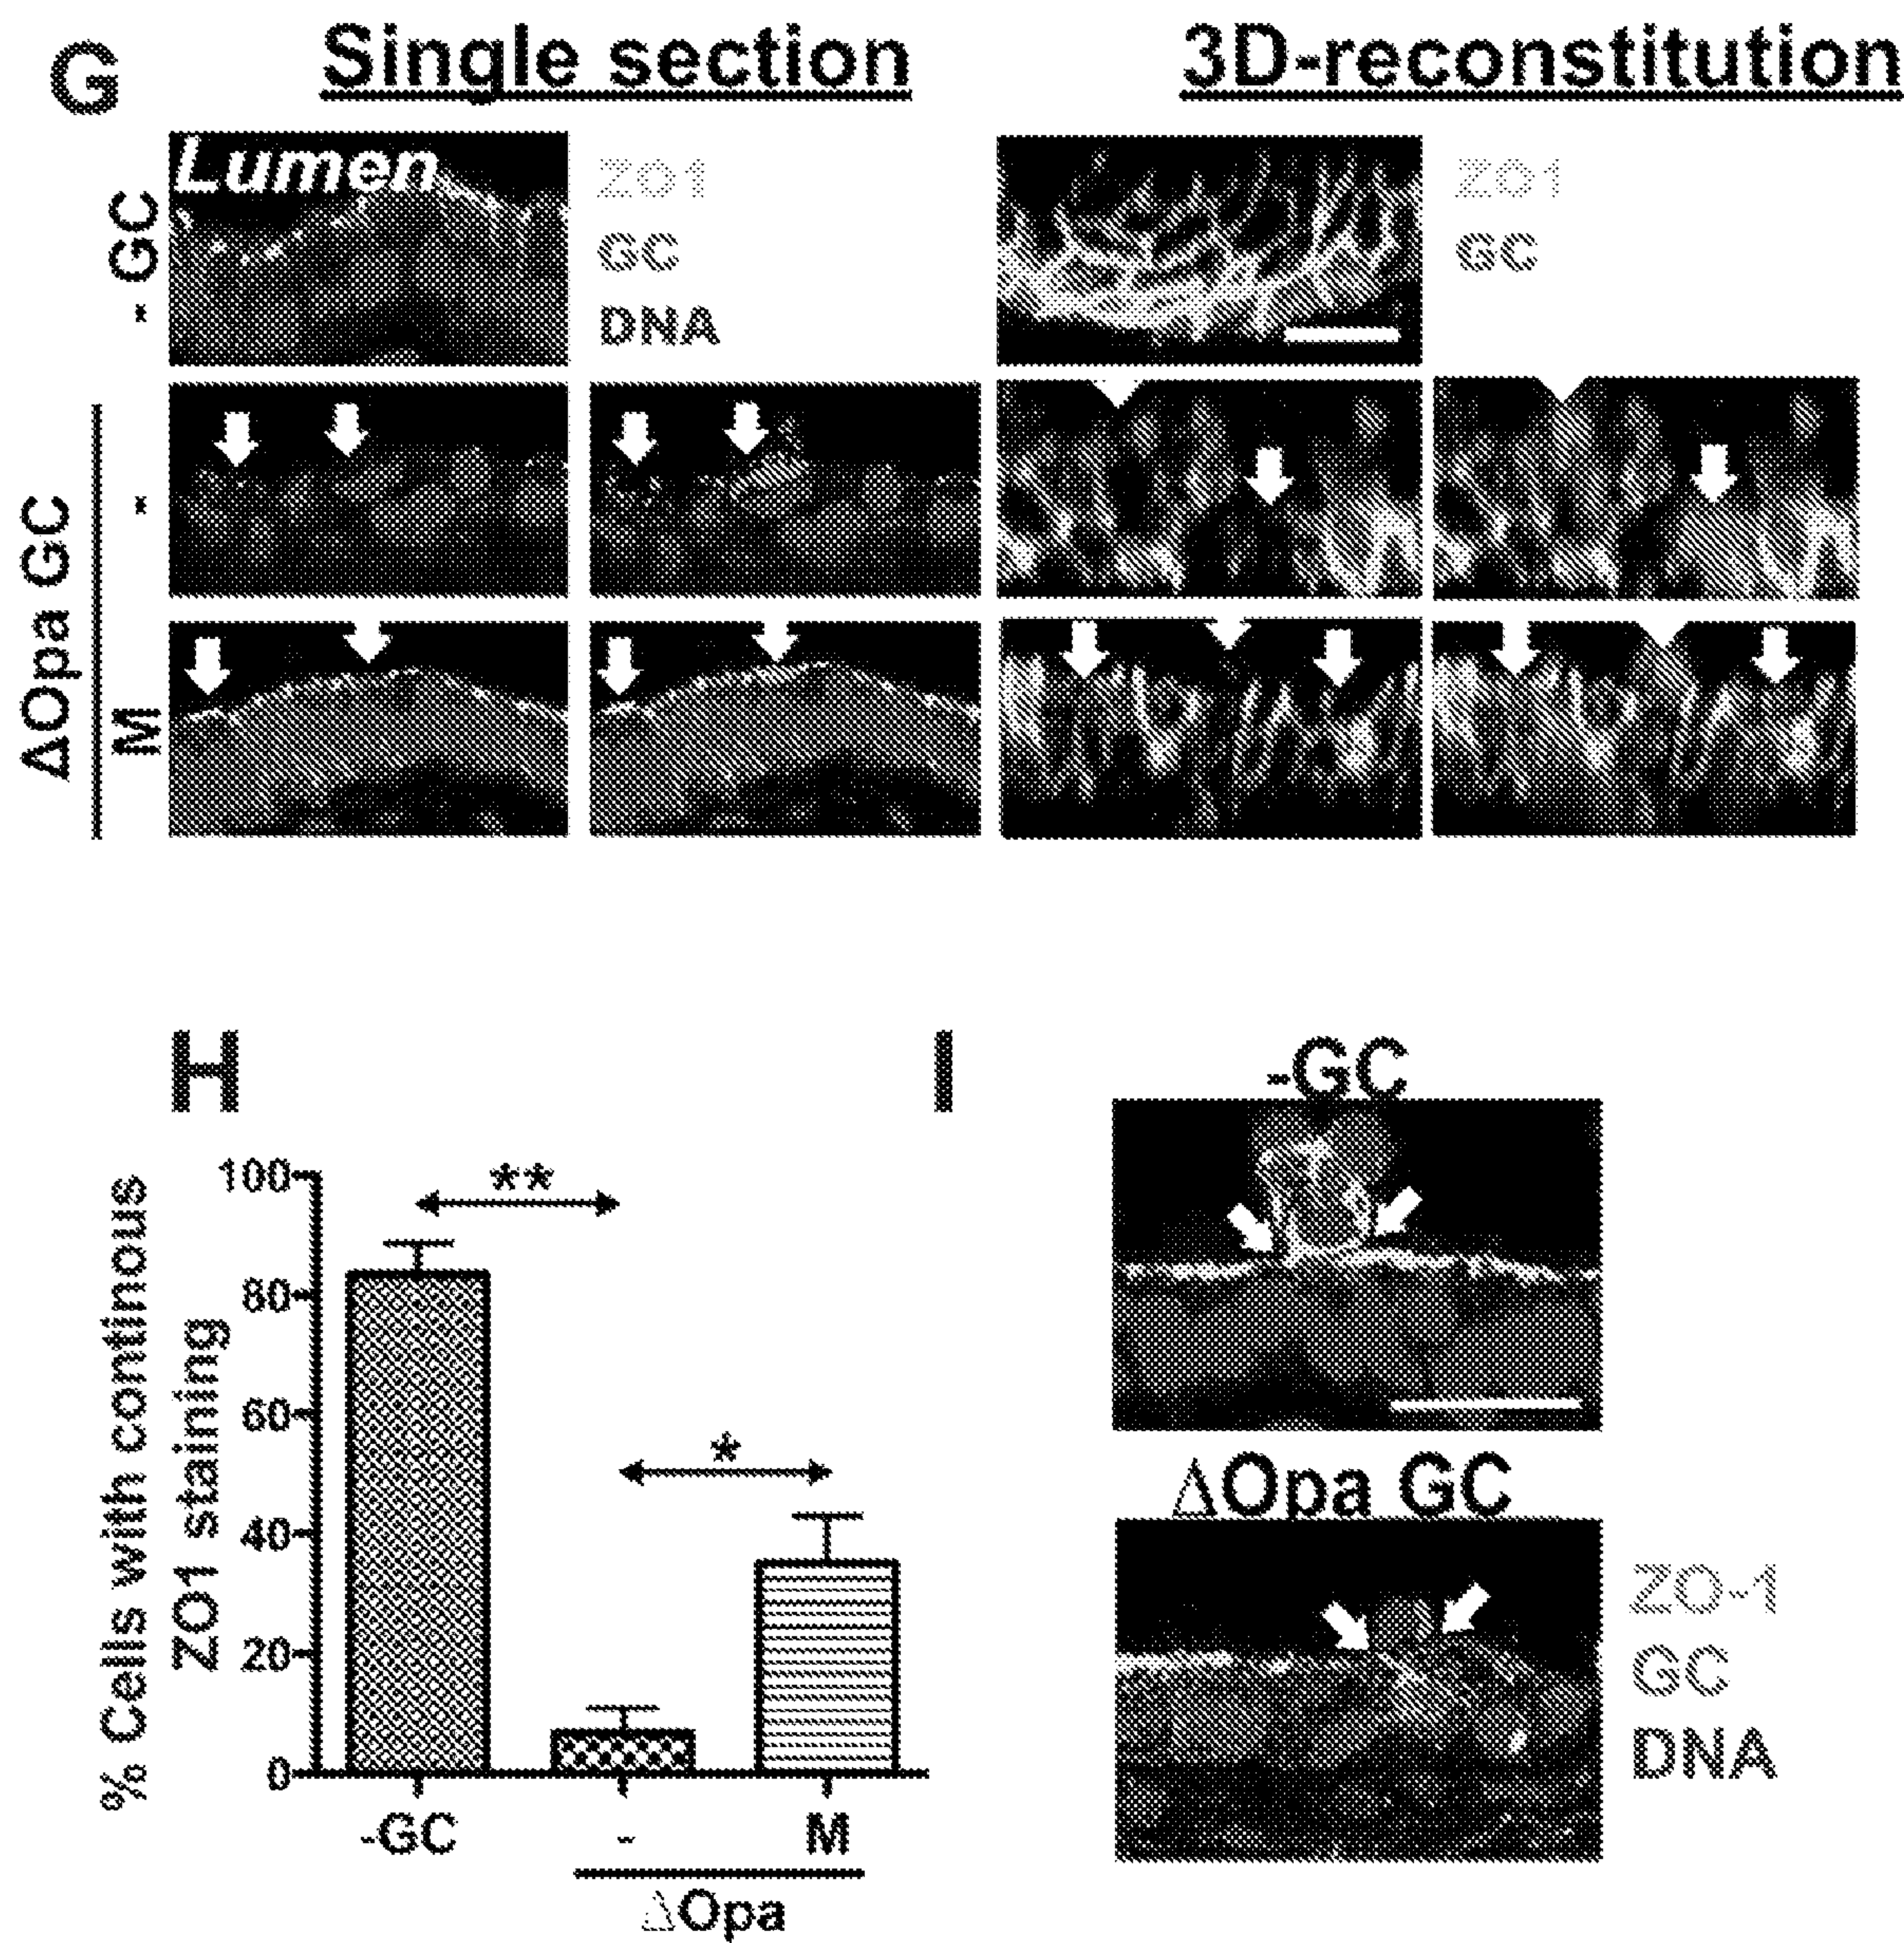 G
Single section
3D-reconstitution
- GC
Lumen
ZO1
GC
DNA
ZO1
GC
ΔOpa GC
-
M
H
% Cells with continous
ZO1 staining
100
80
60
40
20
0
**
*
-GC
-
M
ΔOpa
I
-GC
ΔOpa GC
ZO-1
GC
DNA